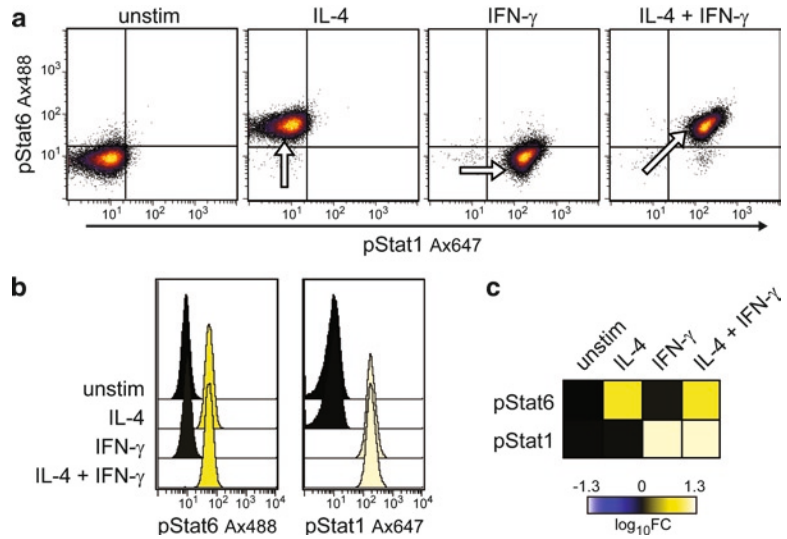 a
unstim
IL-4
IFN-γ
IL-4 + IFN-γ
pStat6 Ax488
10³
10²
10¹
10¹ 10² 10³
10¹ 10² 10³
10¹ 10² 10³
10¹ 10² 10³
pStat1 Ax647
b
unstim
IL-4
IFN-γ
IL-4 + IFN-γ
10¹ 10² 10³ 10⁴
10¹ 10² 10³ 10⁴
pStat6 Ax488
pStat1 Ax647
c
unstim
IL-4
IFN-γ
IL-4 + IFN-γ
pStat6
pStat1
-1.3 0 1.3
log₁₀FC